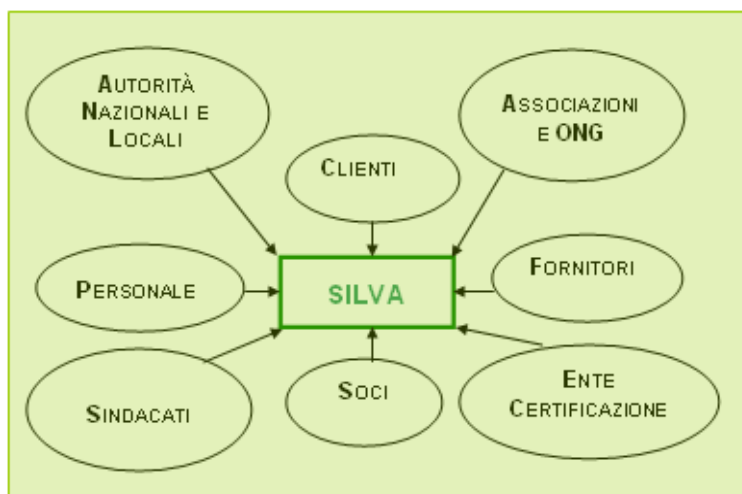 AUTORITÀ
NAZIONALI E
LOCALI
ASSOCIAZIONI
E ONG
CLIENTI
PERSONALE
SILVA
FORNITORI
SINDACATI
SOCI
ENTE
CERTIFICAZIONE